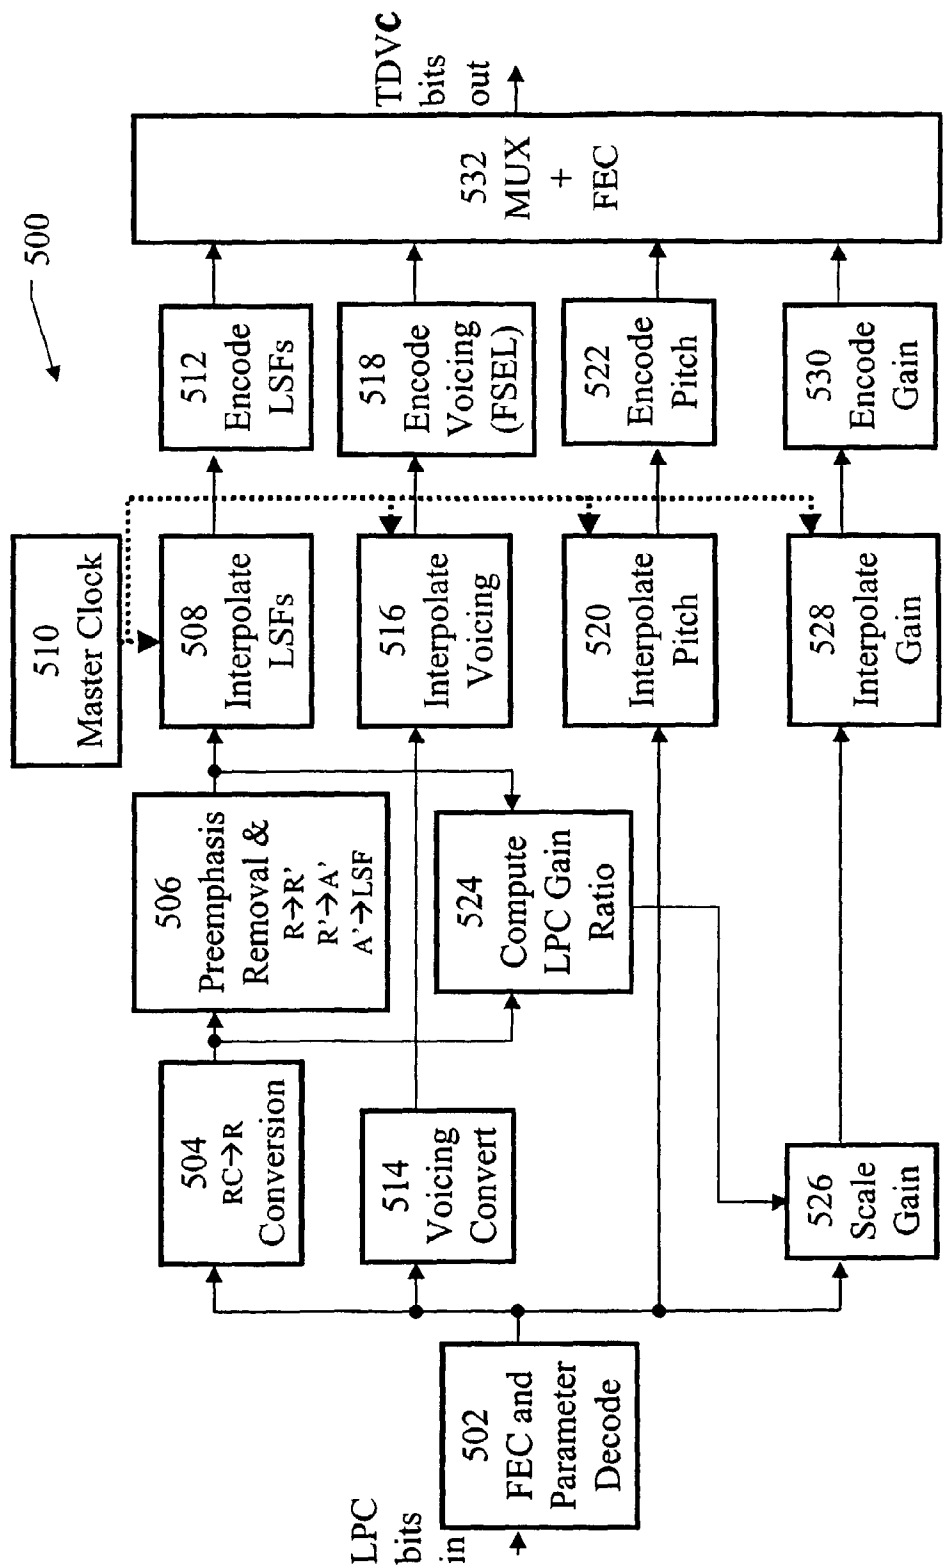 500
LPC
bits
in
502
FEC and
Parameter
Decode
504
RC→R
Conversion
506
Preemphasis
Removal &
R→R’
R’→A’
A’→LSF
510
Master Clock
508
Interpolate
LSFs
512
Encode
LSFs
514
Voicing
Convert
516
Interpolate
Voicing
518
Encode
Voicing
(FSEL)
524
Compute
LPC Gain
Ratio
520
Interpolate
Pitch
522
Encode
Pitch
526
Scale
Gain
528
Interpolate
Gain
530
Encode
Gain
532
MUX
+
FEC
TDVC
bits
out